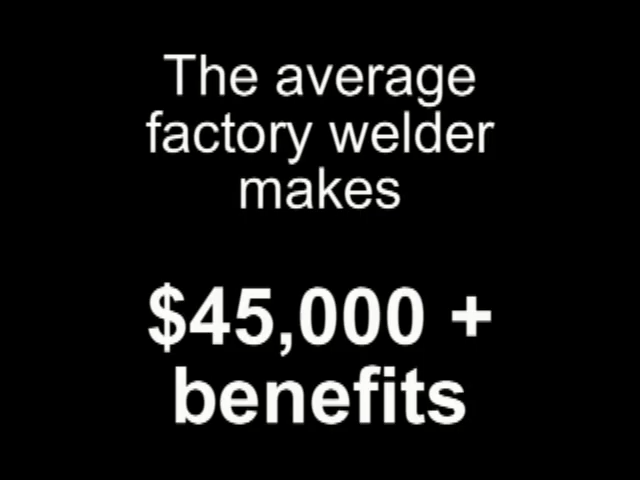 The average
factory welder
makes
$45,000 +
benefits